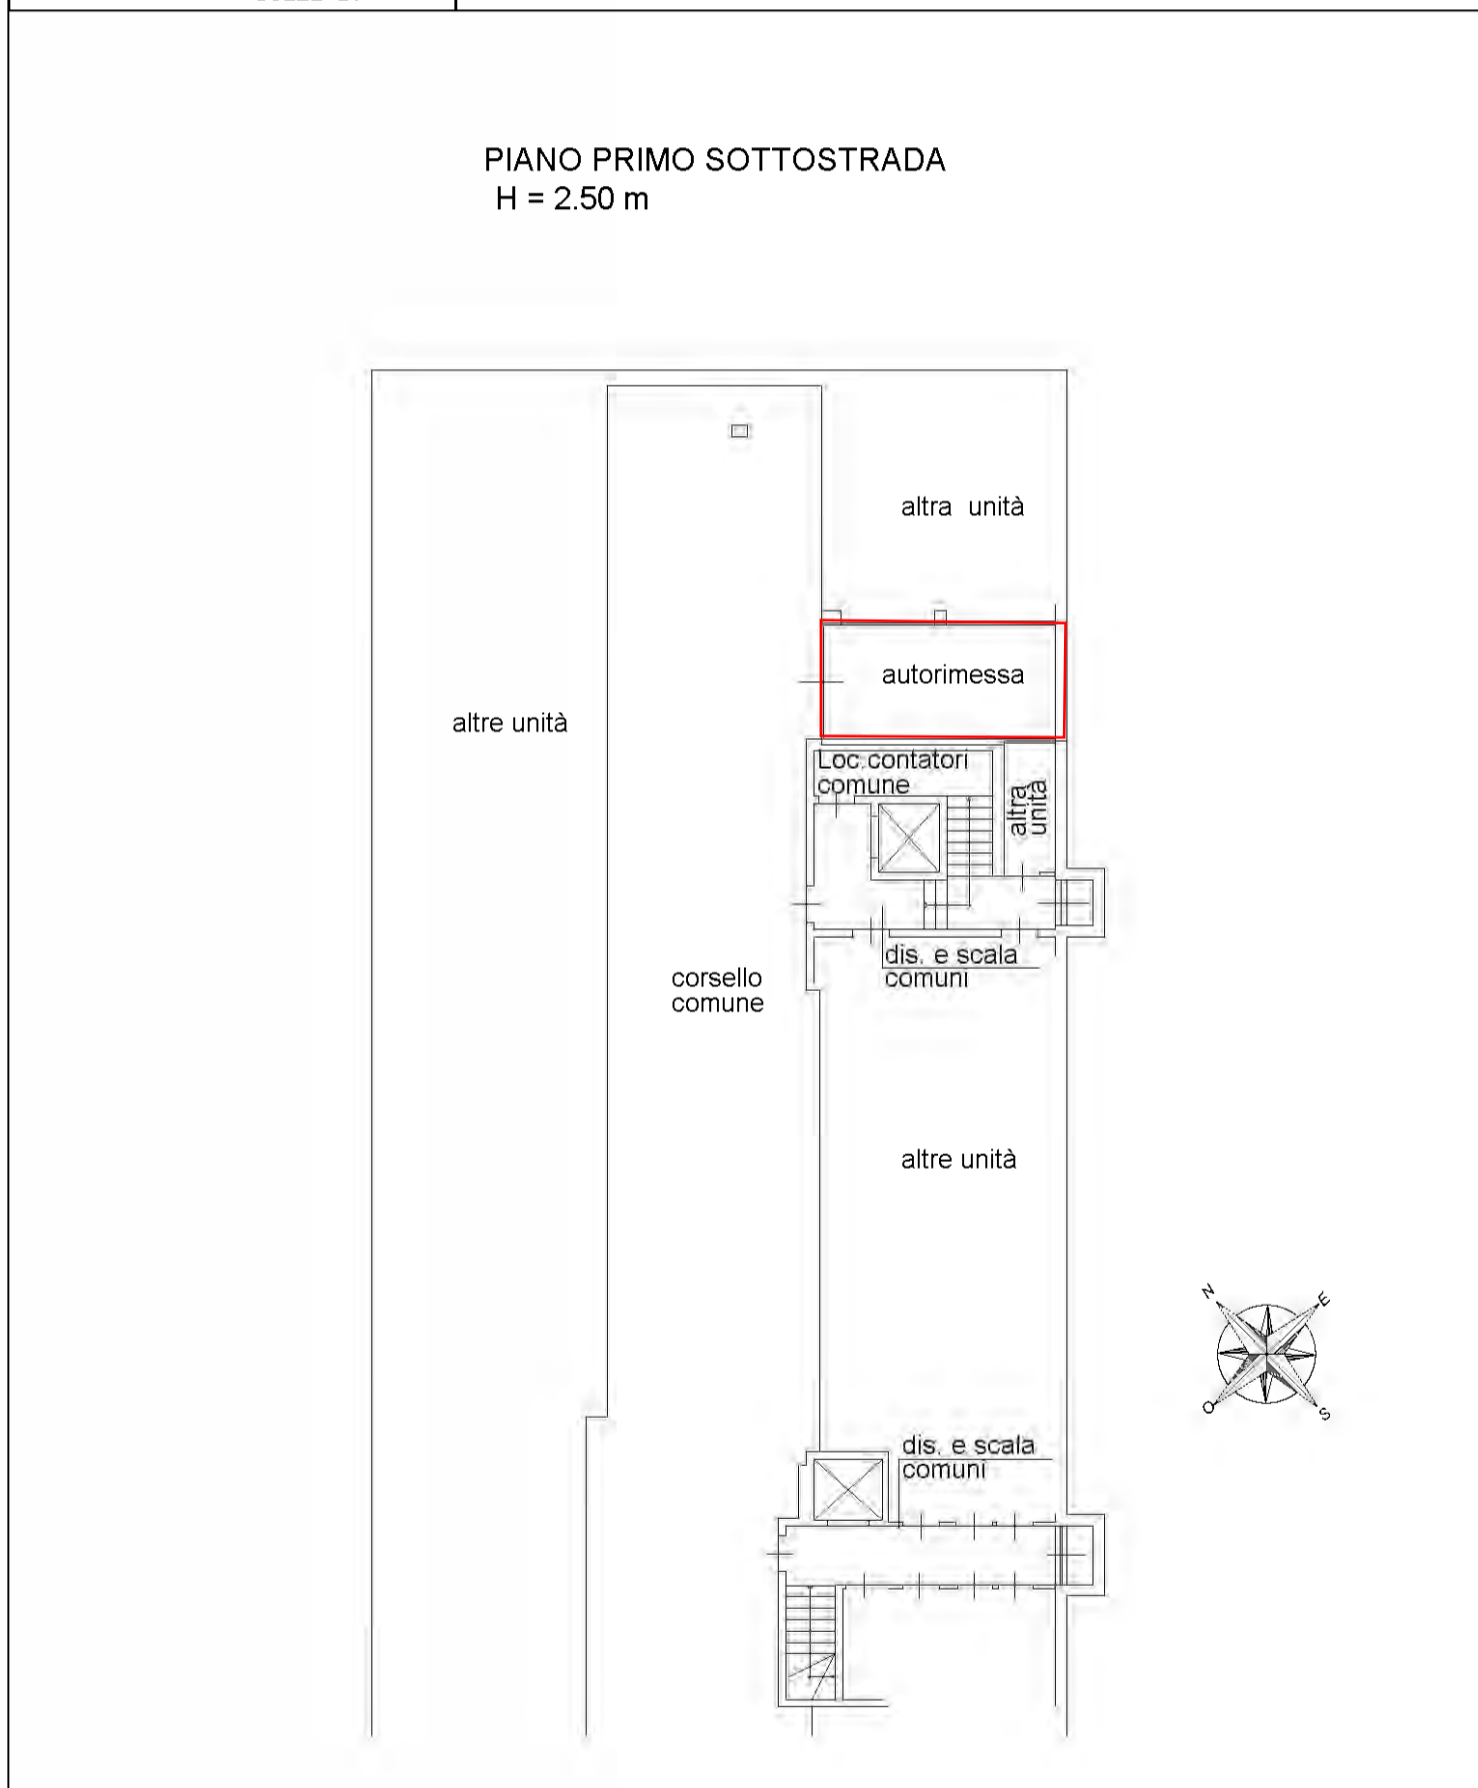 PIANO PRIMO SOTTOSTRADA
H = 2.50 m
altra unità
autorimessa
altre unità
Loc.contatori
comune
altra
unità
dis. e scala
comuni
corsello
comune
altre unità
N
E
O
S
dis. e scala
comuni